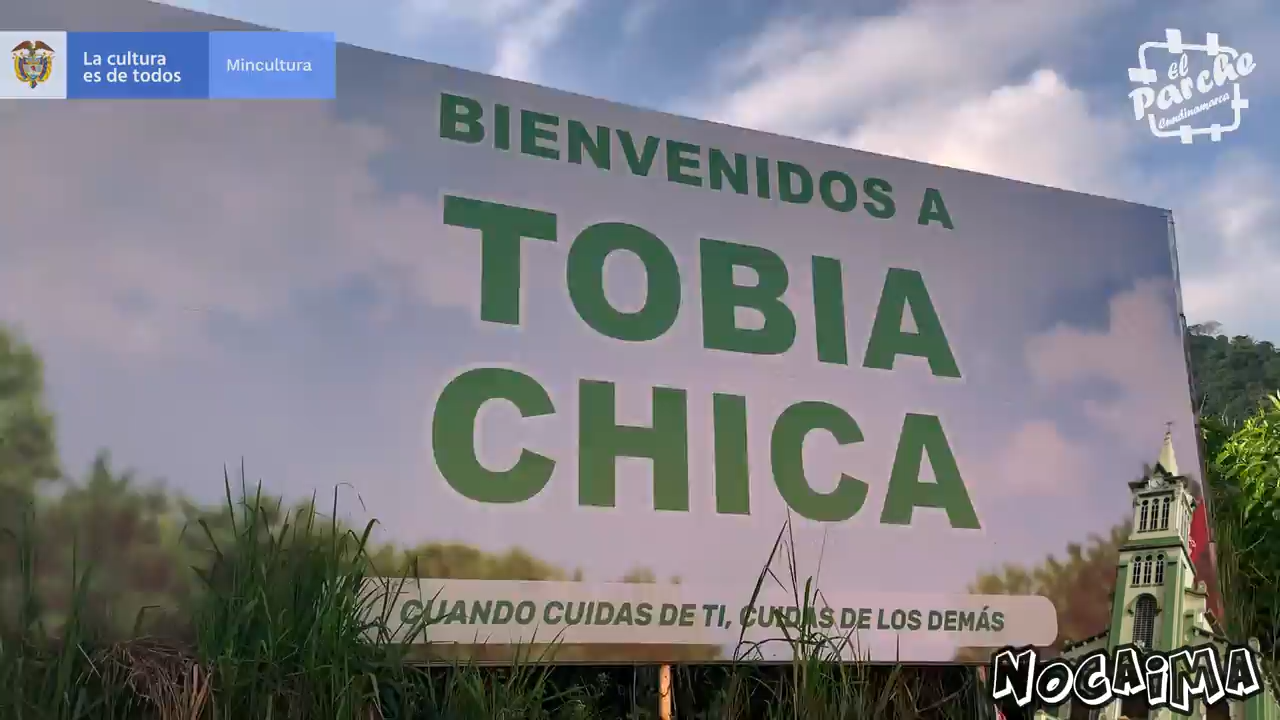 La cultura
es de todos
Mincultura
el
Parche
Cundinamarca
BIENVENIDOS A
TOBIA
CHICA
CUANDO CUIDAS DE TI, CUIDAS DE LOS DEMÁS
NOCAiMA